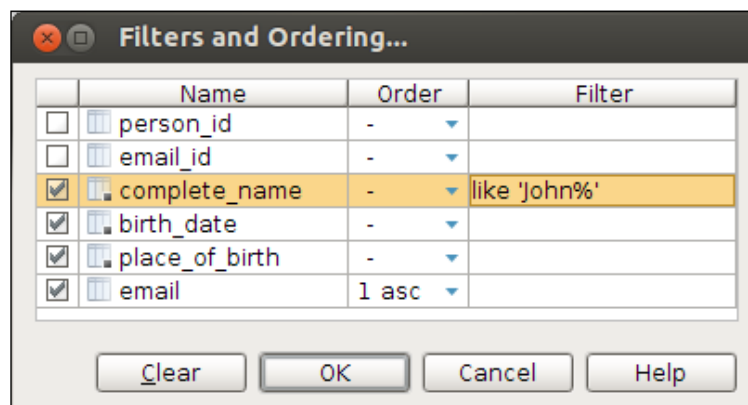 Filters and Ordering...
Name Order Filter
person_id -
email_id -
complete_name - like 'John%'
birth_date -
place_of_birth -
email 1 asc
Clear OK Cancel Help